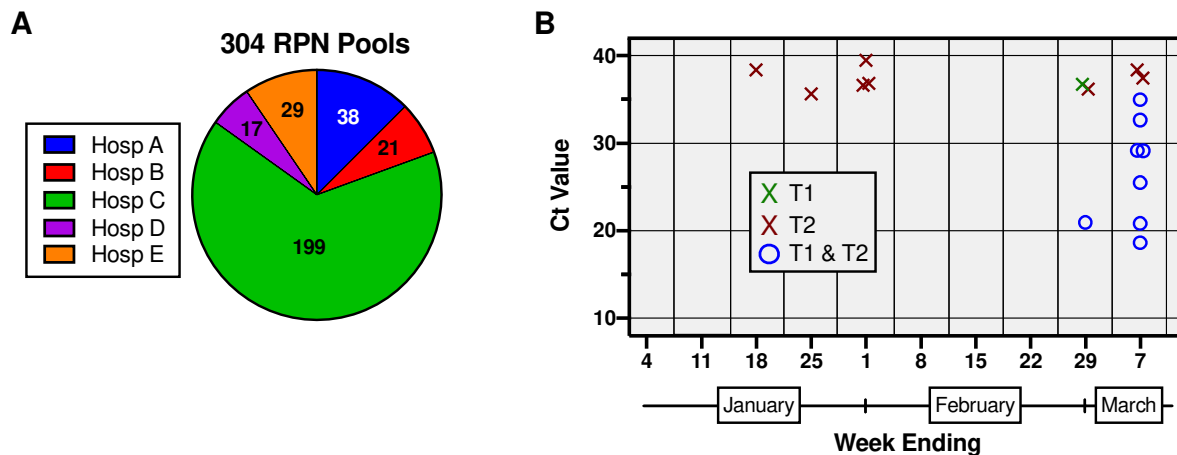 A
304 RPN Pools
Hosp A
Hosp B
Hosp C
Hosp D
Hosp E
38
21
199
17
29
B
Ct Value
40
30
20
10
T1
T2
T1 & T2
4 11 18 25 1 8 15 22 29 7
January February March
Week Ending